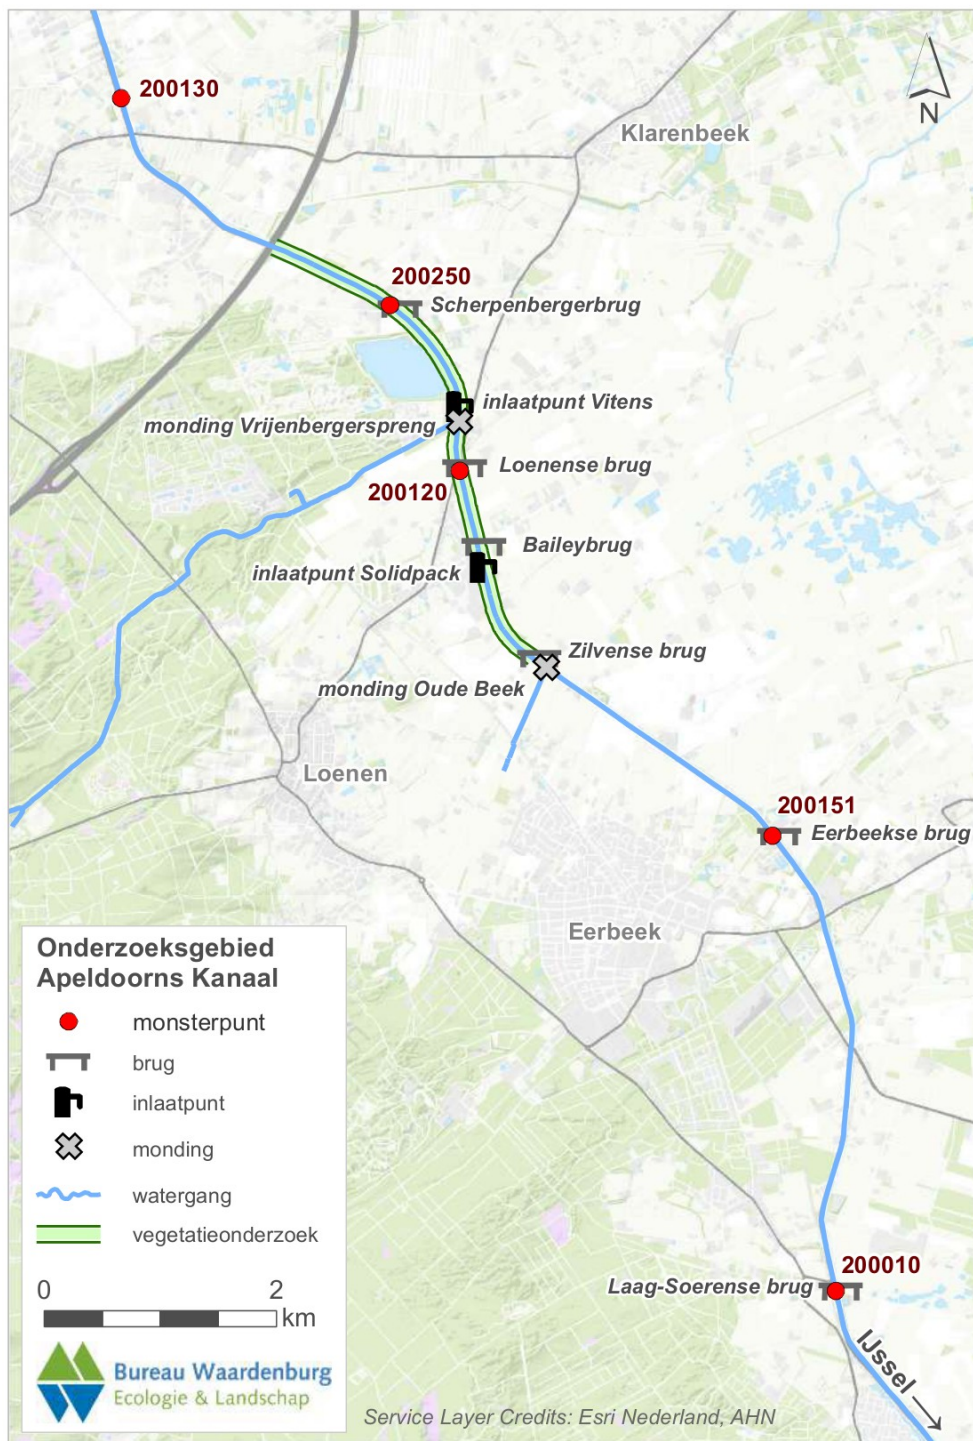 200130
Klarenbeek
N
200250
Scherpenbergerbrug
inlaatpunt Vitens
monding Vrijenbergerspreng
Loenense brug
200120
Baileybrug
inlaatpunt Solidpack
Zilvense brug
monding Oude Beek
Loenen
200151
Eerbeekse brug
Eerbeek
Onderzoeksgebied
Apeldoorns Kanaal
monsterpunt
brug
inlaatpunt
monding
watergang
vegetatieonderzoek
0 2
km
200010
Laag-Soerense brug
IJssel
Bureau Waardenburg
Ecologie & Landschap
Service Layer Credits: Esri Nederland, AHN